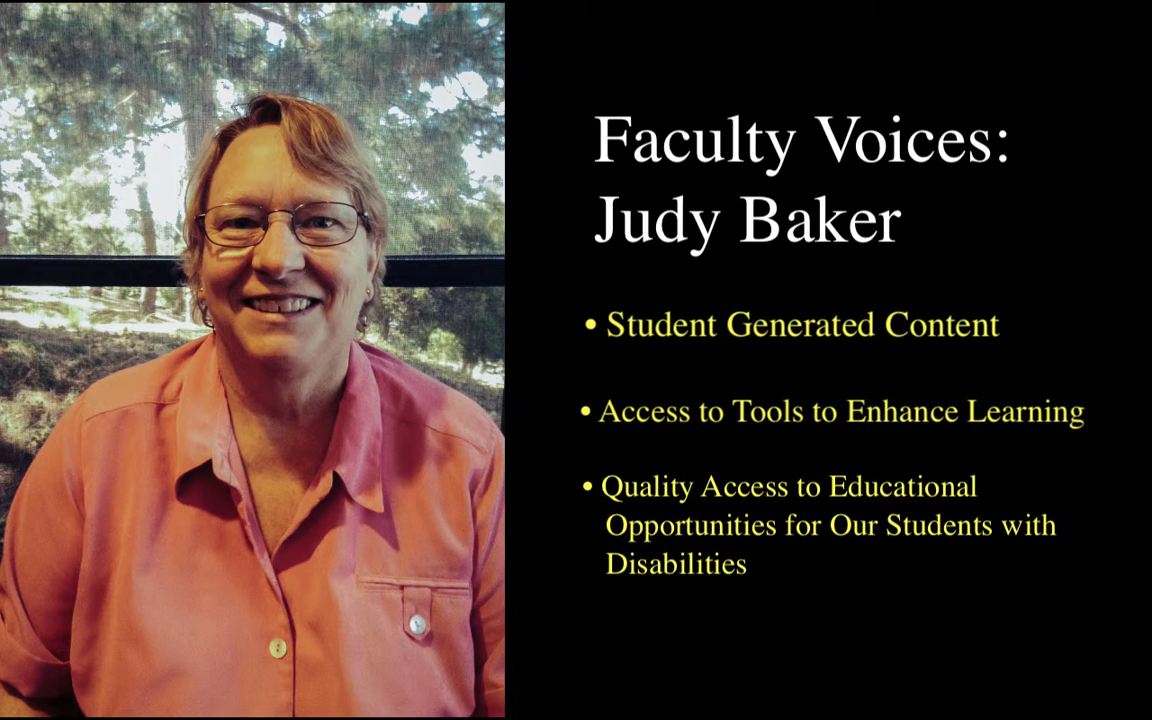 Faculty Voices:
Judy Baker
• Student Generated Content
• Access to Tools to Enhance Learning
• Quality Access to Educational
Opportunities for Our Students with
Disabilities